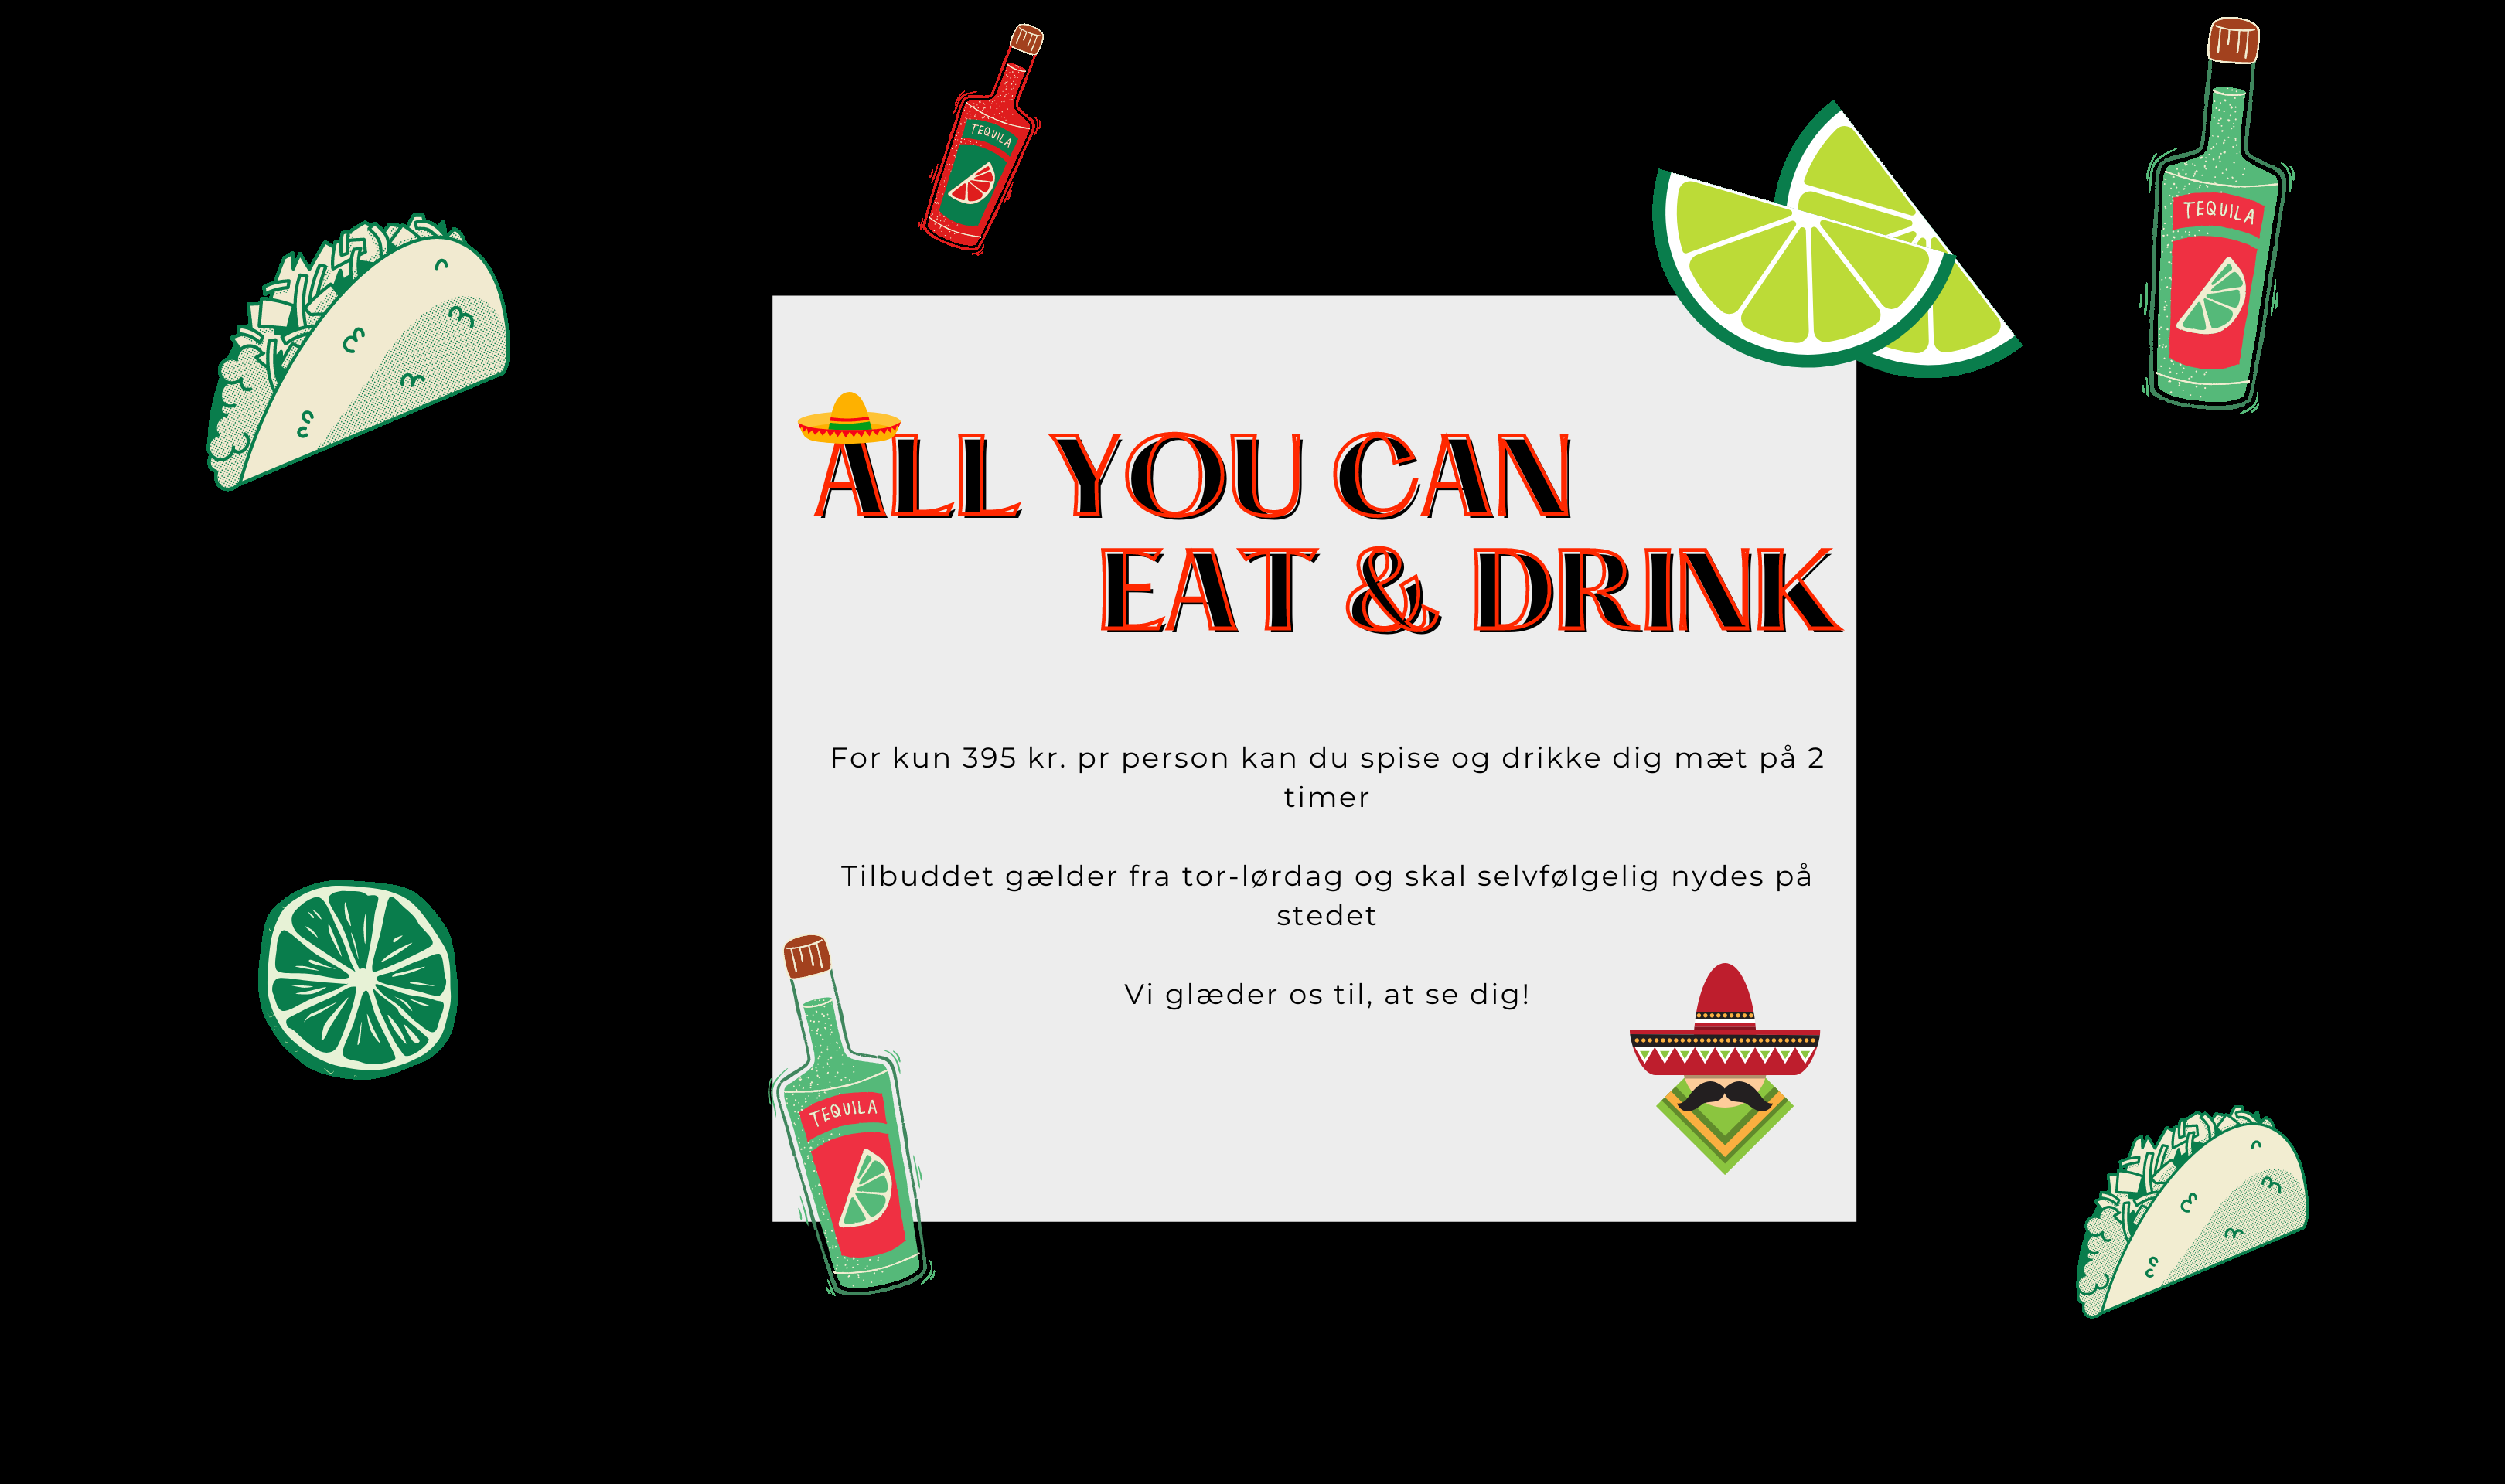 TEQUILA
TEQUILA
ALL YOU CAN
EAT & DRINK
For kun 395 kr. pr person kan du spise og drikke dig mæt på 2
timer
Tilbuddet gælder fra tor-lørdag og skal selvfølgelig nydes på
stedet
Vi glæder os til, at se dig!
TEQUILA